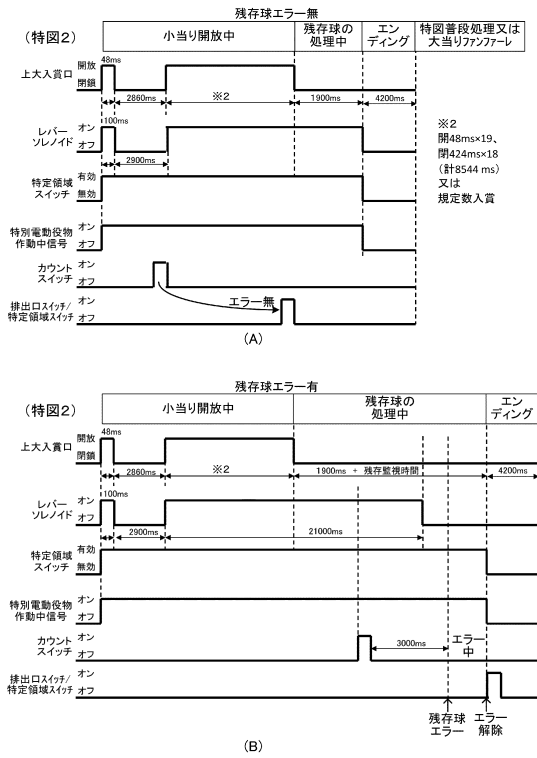 残存球エラー無
（特図2）
小当り開放中
残存球の
処理中
エン
ディング
特図普段処理又は
大当りファンファーレ
上大入賞口
開放
閉鎖
48ms
2860ms
※2
1900ms
4200ms
レバー
ソレノイド
オン
オフ
100ms
2900ms
※2
開48ms×19、
閉424ms×18
(計8544 ms)
又は
規定数入賞
特定領域
スイッチ
有効
無効
特別電動役物
作動中信号
オン
オフ
カウント
スイッチ
オン
オフ
エラー無
排出口スイッチ/
特定領域スイッチ
オン
オフ
(A)
残存球エラー有
（特図2）
小当り開放中
残存球の
処理中
エン
ディング
上大入賞口
開放
閉鎖
48ms
2860ms
※2
1900ms + 残存監視時間
4200ms
レバー
ソレノイド
オン
オフ
100ms
2900ms
21000ms
特定領域
スイッチ
有効
無効
特別電動役物
作動中信号
オン
オフ
カウント
スイッチ
オン
オフ
3000ms
エラー
中
排出口スイッチ/
特定領域スイッチ
オン
オフ
残存球
エラー
エラー
解除
(B)